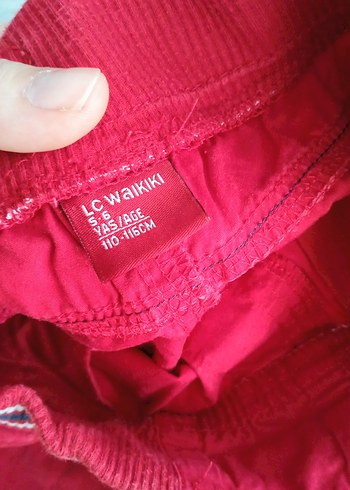 LC WAIKIKI
5-6
YAŞ/AGE
110-116CM